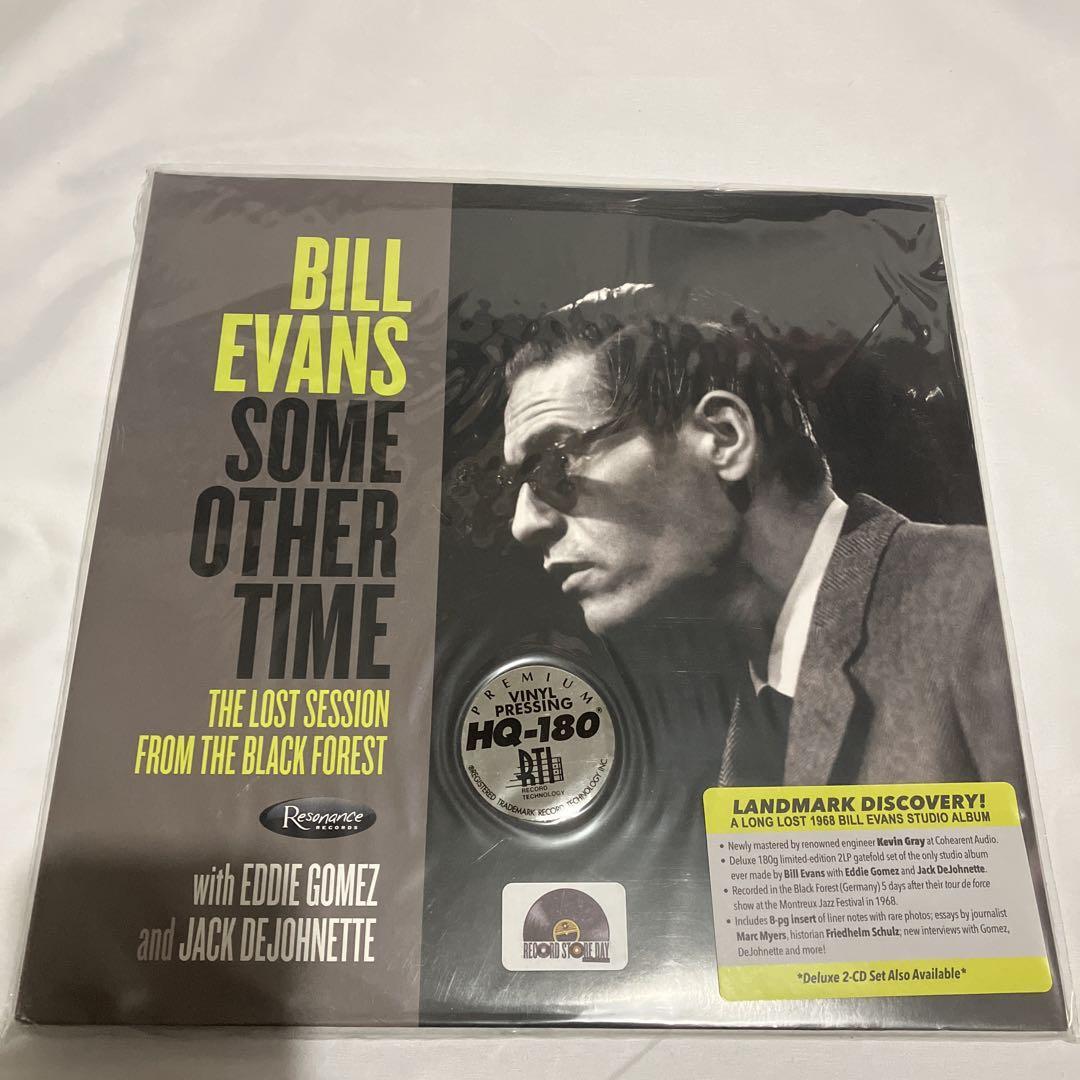 BILL
EVANS
SOME
OTHER
TIME
THE LOST SESSION
FROM THE BLACK FOREST
Resonance
RECORDS
with EDDIE GOMEZ
and JACK DEJOHNETTE
PREMIUM
VINYL
PRESSING
HQ-180®
RTI
RECORD
TECHNOLOGY
®REGISTERED TRADEMARK RECORD TECHNOLOGY INC.
RECORD STORE DAY
LANDMARK DISCOVERY!
A LONG LOST 1968 BILL EVANS STUDIO ALBUM
• Newly mastered by renowned engineer Kevin Gray at Cohearent Audio.
• Deluxe 180g limited-edition 2LP gatefold set of the only studio album
ever made by Bill Evans with Eddie Gomez and Jack DeJohnette.
• Recorded in the Black Forest (Germany) 5 days after their tour de force
show at the Montreux Jazz Festival in 1968.
• Includes 8-pg insert of liner notes with rare photos; essays by journalist
Marc Myers, historian Friedhelm Schulz; new interviews with Gomez,
DeJohnette and more!
*Deluxe 2-CD Set Also Available*